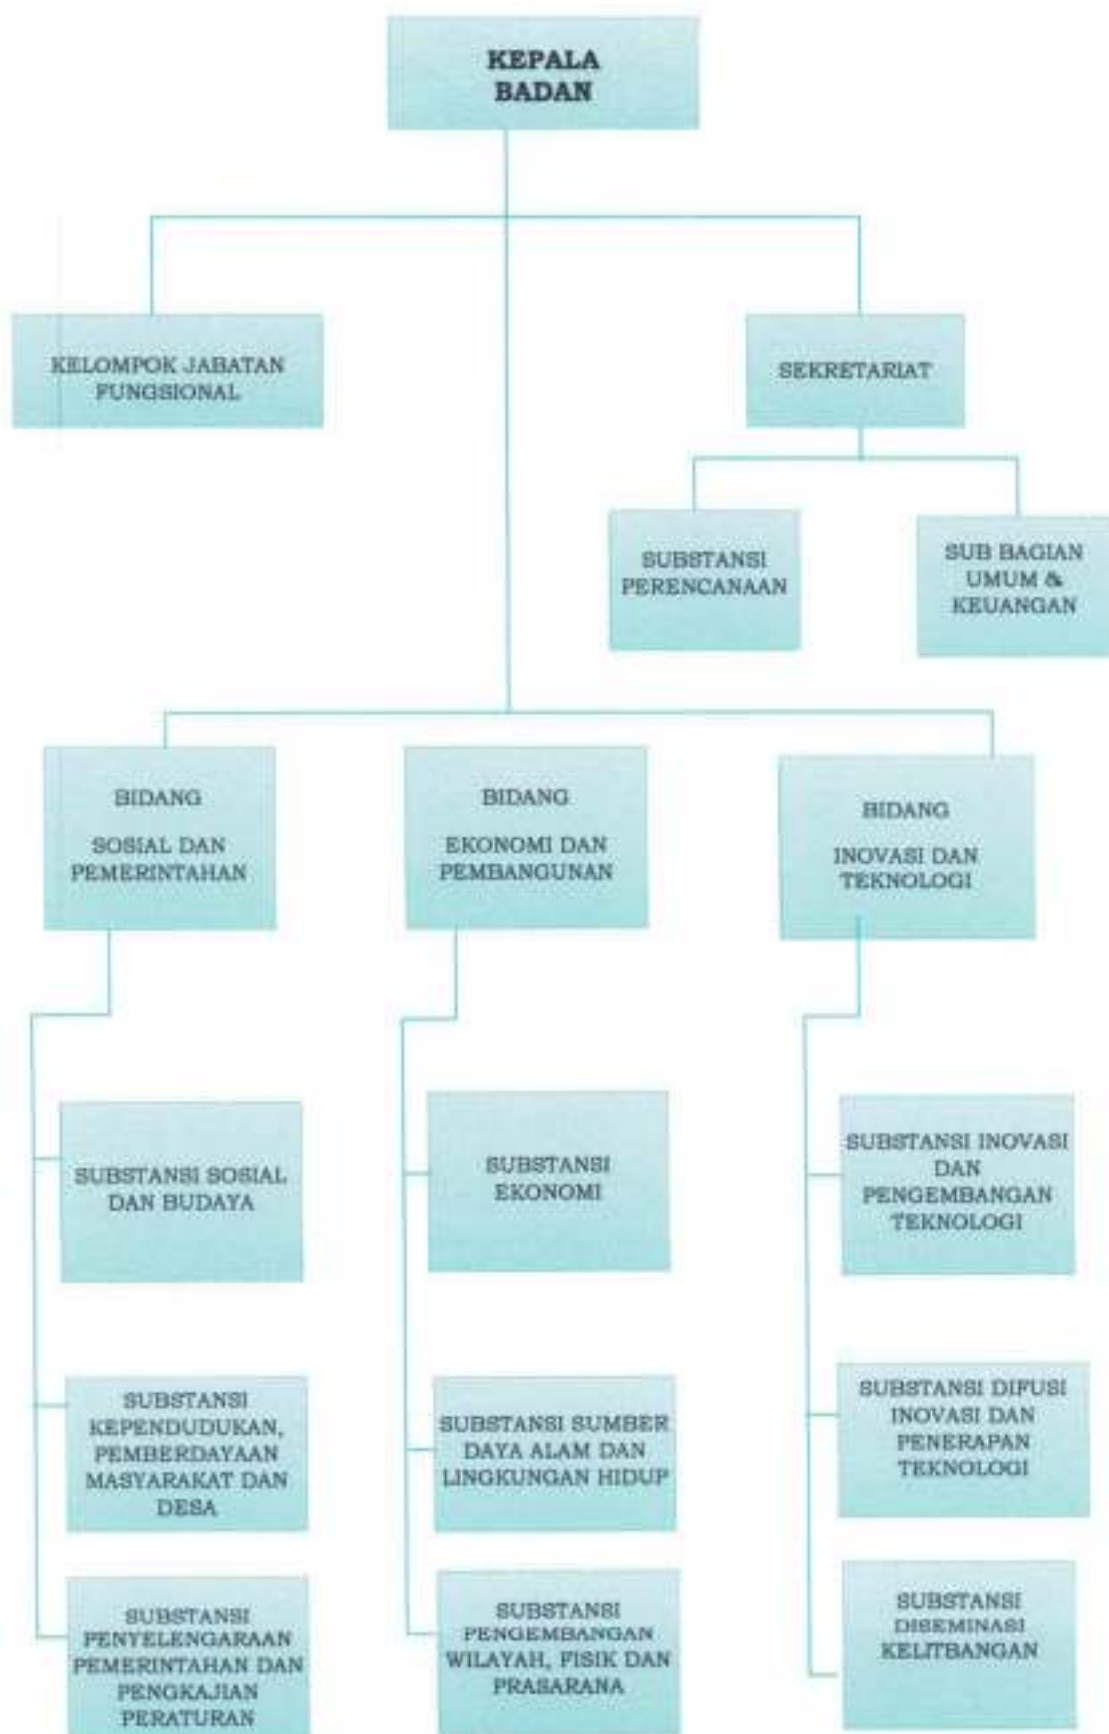 KEPALA
BADAN
KELOMPOK JABATAN
FUNGSIONAL
SEKRETARIAT
SUBSTANSI
PERENCANAAN
SUB BAGIAN
UMUM &
KEUANGAN
BIDANG
SOSIAL DAN
PEMERINTAHAN
BIDANG
EKONOMI DAN
PEMBANGUNAN
BIDANG
INOVASI DAN
TEKNOLOGI
SUBSTANSI SOSIAL
DAN BUDAYA
SUBSTANSI
EKONOMI
SUBSTANSI INOVASI
DAN
PENGEMBANGAN
TEKNOLOGI
SUBSTANSI
KEPENDUDUKAN,
PEMBERDAYAAN
MASYARAKAT DAN
DESA
SUBSTANSI SUMBER
DAYA ALAM DAN
LINGKUNGAN HIDUP
SUBSTANSI DIFUSI
INOVASI DAN
PENERAPAN
TEKNOLOGI
SUBSTANSI
PENYELENGARAAN
PEMERINTAHAN DAN
PENGKAJIAN
PERATURAN
SUBSTANSI
PENGEMBANGAN
WILAYAH, FISIK DAN
PRASARANA
SUBSTANSI
DISEMINASI
KELITBANGAN